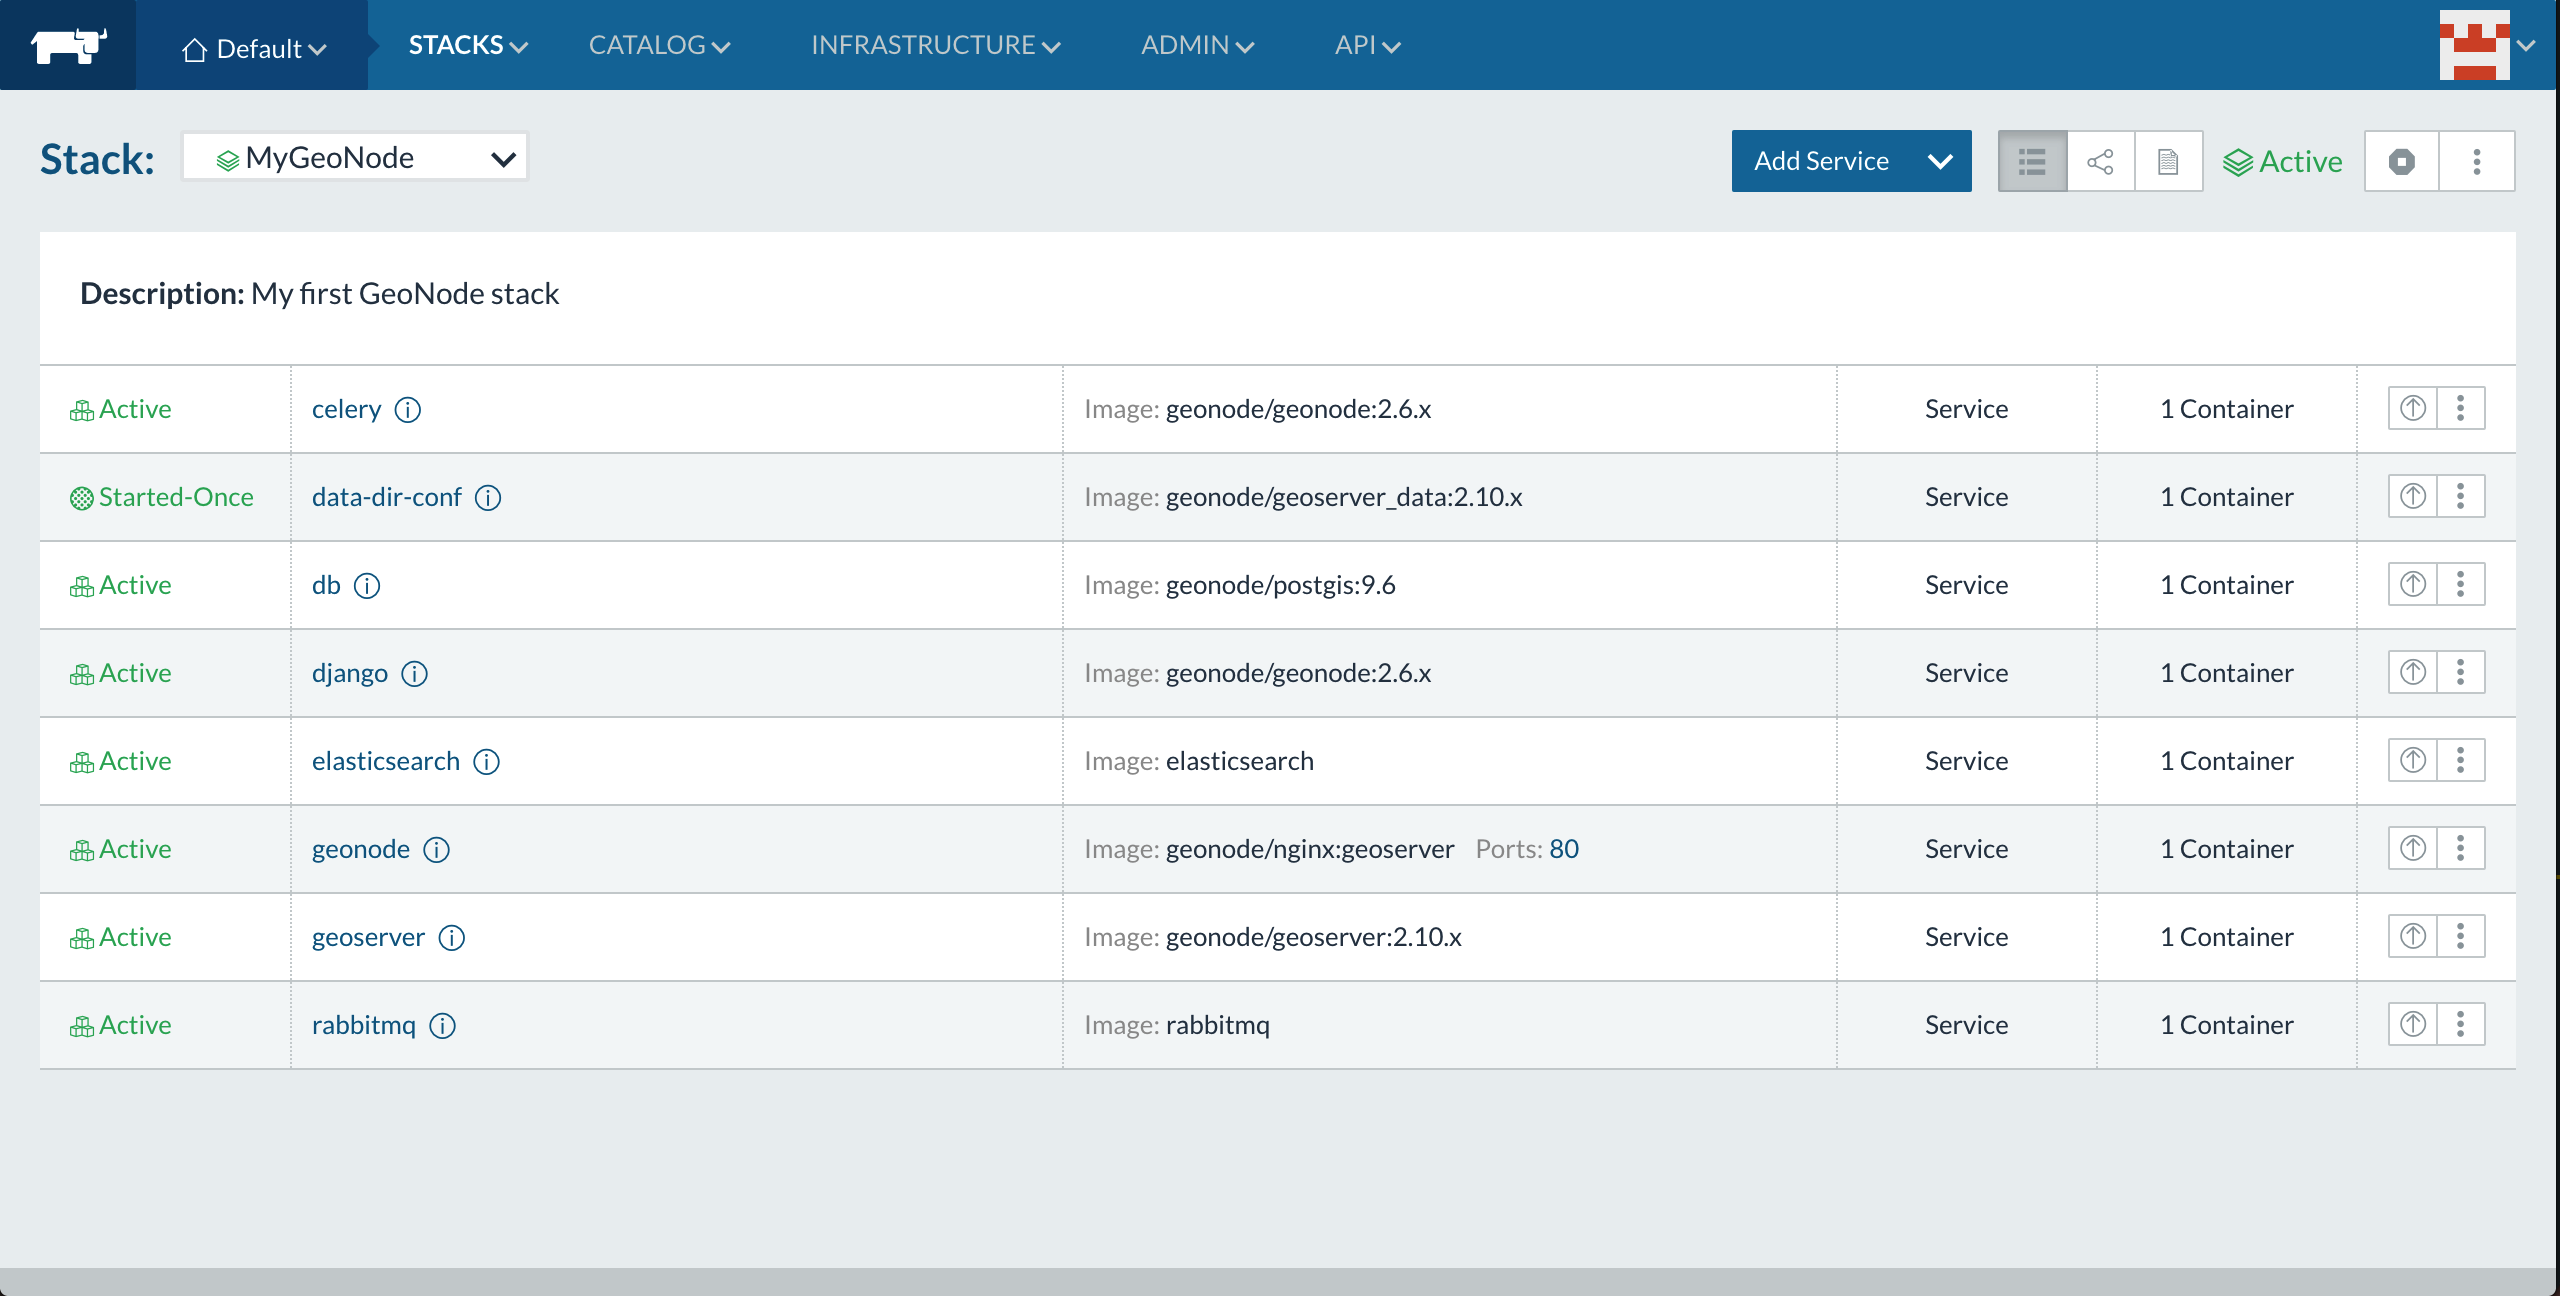 Default STACKS CATALOG INFRASTRUCTURE ADMIN API
Stack: MyGeoNode Add Service Active
Description: My first GeoNode stack
Active celery Image: geonode/geonode:2.6.x Service 1 Container
Started-Once data-dir-conf Image: geonode/geoserver_data:2.10.x Service 1 Container
Active db Image: geonode/postgis:9.6 Service 1 Container
Active django Image: geonode/geonode:2.6.x Service 1 Container
Active elasticsearch Image: elasticsearch Service 1 Container
Active geonode Image: geonode/nginx:geoserver Ports: 80 Service 1 Container
Active geoserver Image: geonode/geoserver:2.10.x Service 1 Container
Active rabbitmq Image: rabbitmq Service 1 Container